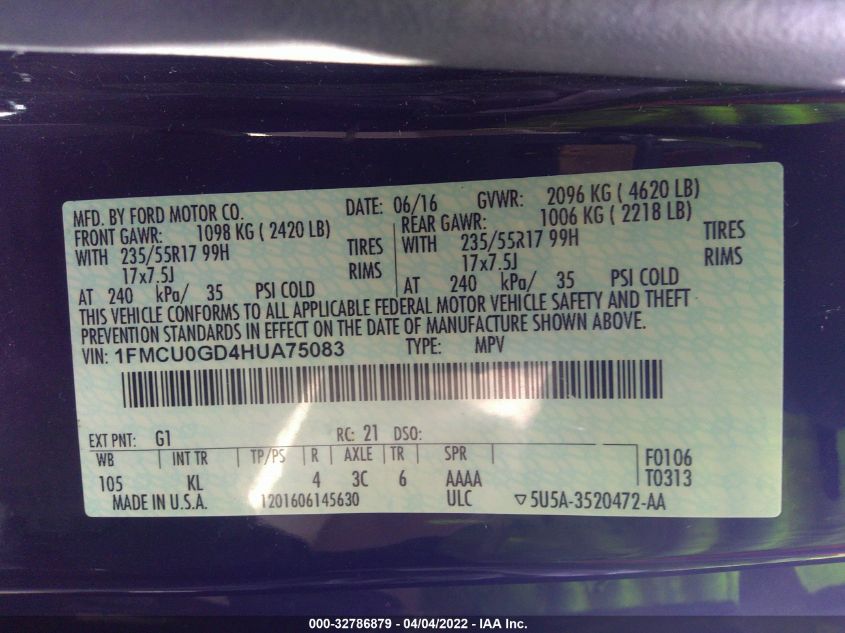 MFD. BY FORD MOTOR CO. DATE: 06/16 GVWR: 2096 KG ( 4620 LB)
FRONT GAWR: 1098 KG ( 2420 LB) REAR GAWR: 1006 KG ( 2218 LB)
WITH 235/55R17 99H TIRES WITH 235/55R17 99H TIRES
17x7.5J RIMS 17x7.5J RIMS
AT 240 kPa/ 35 PSI COLD AT 240 kPa/ 35 PSI COLD
THIS VEHICLE CONFORMS TO ALL APPLICABLE FEDERAL MOTOR VEHICLE SAFETY AND THEFT
PREVENTION STANDARDS IN EFFECT ON THE DATE OF MANUFACTURE SHOWN ABOVE.
VIN: 1FMCU0GD4HUA75083 TYPE: MPV
EXT PNT: G1 RC: 21 DSO:
WB INT TR TP/PS R AXLE TR SPR F0106
105 KL 4 3C 6 AAAA T0313
MADE IN U.S.A. 1201606145630 ULC ▽5U5A-3520472-AA
000-32786879 - 04/04/2022 - IAA Inc.